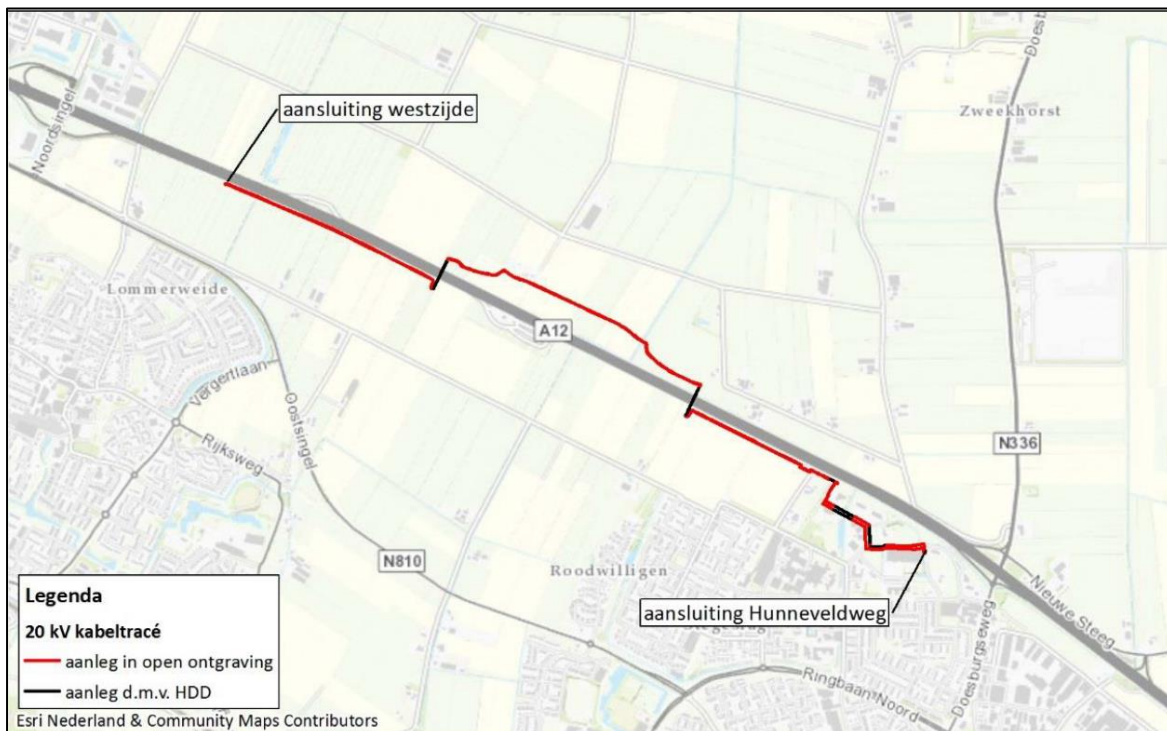 Doesburg
Zweekhorst
Noordsingel
aansluiting westzijde
Lommerweide
A12
Vergertlaan
Oostsingel
Rijksweg
N336
N810
Roodwilligen
aansluiting Hunneveldweg
Nieuwe Steeg
Doesburgseweg
Ringbaan Noord
Legenda
20 kV kabeltracé
aanleg in open ontgraving
aanleg d.m.v. HDD
Esri Nederland & Community Maps Contributors